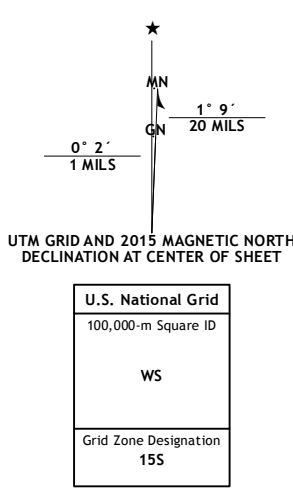 ★
MN
1° 9´
20 MILS
GN
0° 2´
1 MILS
UTM GRID AND 2015 MAGNETIC NORTH
DECLINATION AT CENTER OF SHEET
U.S. National Grid
100,000-m Square ID
WS
Grid Zone Designation
15S